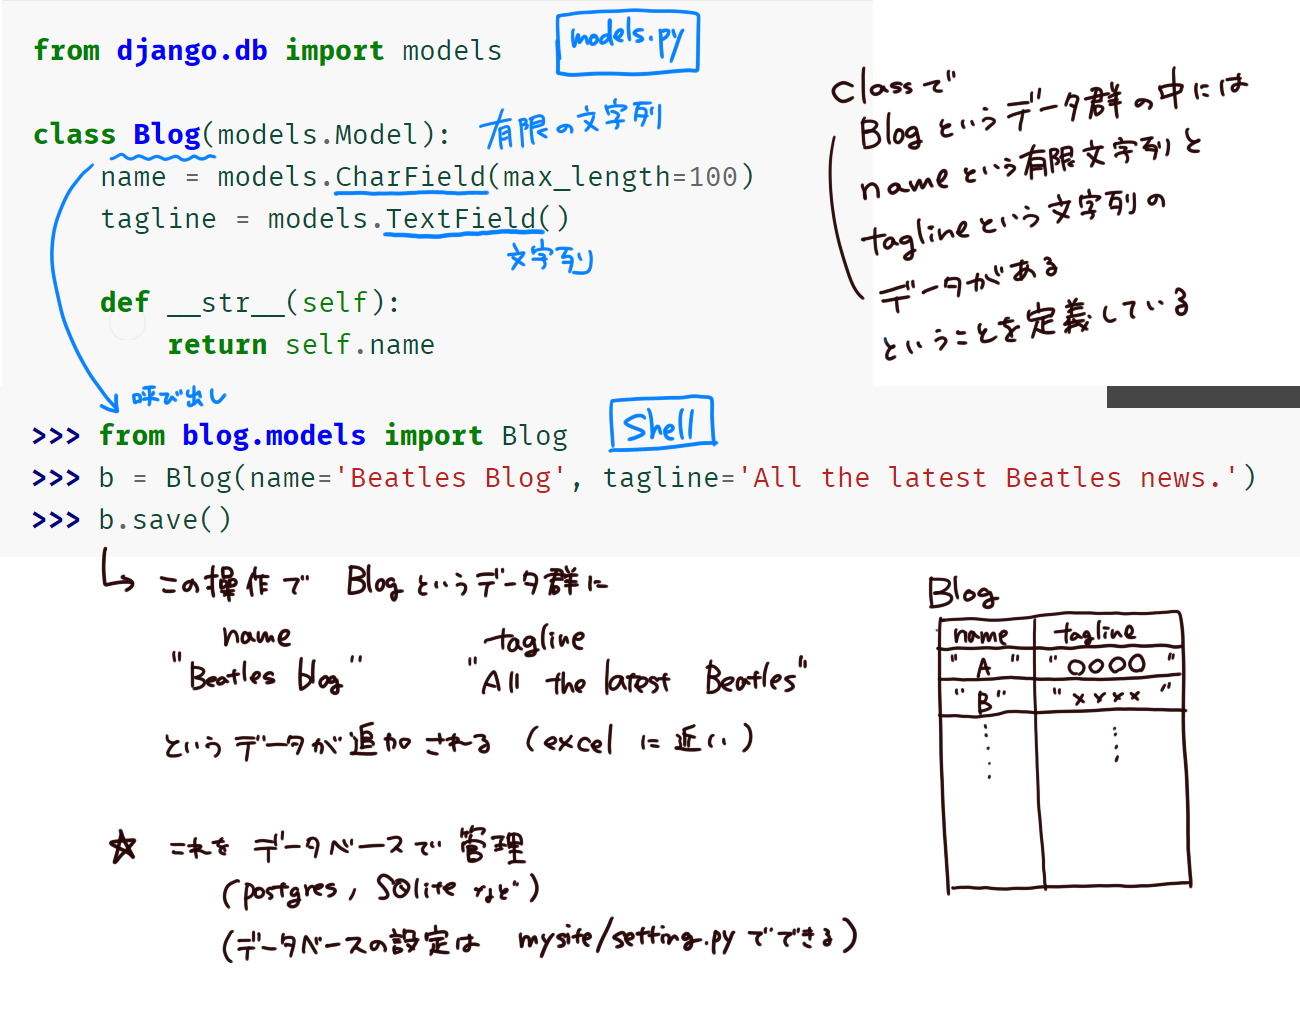 from django.db import models
models.py
class Blog(models.Model):
有限の文字列
name = models.CharField(max_length=100)
tagline = models.TextField()
文字列
def __str__(self):
return self.name
classで
Blogというデータ群の中には
nameという有限文字列と
taglineという文字列の
データがある
ということを定義している
呼び出し
Shell
>>> from blog.models import Blog
>>> b = Blog(name='Beatles Blog', tagline='All the latest Beatles news.')
>>> b.save()
この操作で Blogというデータ群に
name tagline
"Beatles blog" "All the latest Beatles"
というデータが追加される (excel に近い)
Blog
name tagline
"A" "○○○○"
"B" "××××"
☆ これをデータベースで管理
(postgres, SQlite など)
(データベースの設定は mysite/setting.pyでできる)